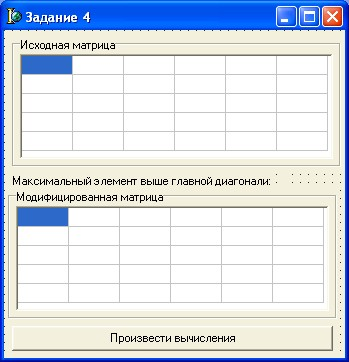 Задание 4
Исходная матрица
Максимальный элемент выше главной диагонали:
Модифицированная матрица
Произвести вычисления